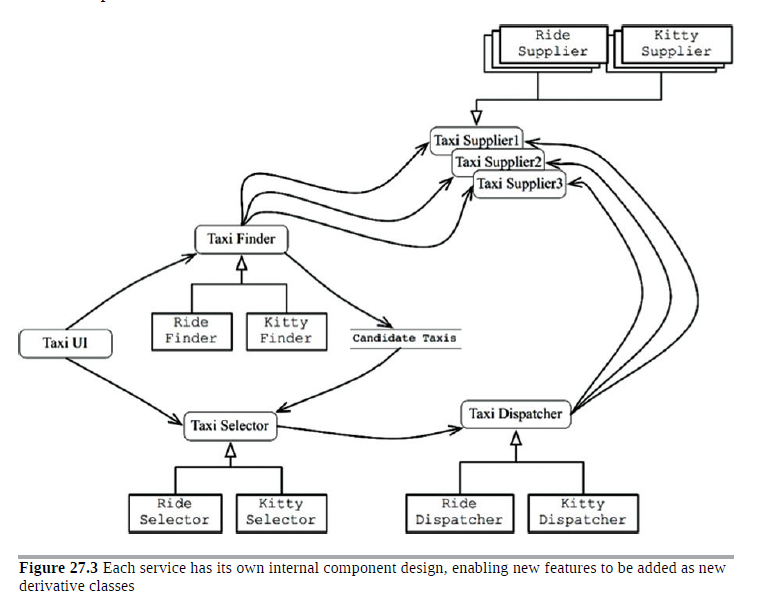 Ride
Supplier
Kitty
Supplier
Taxi Supplier1
Taxi Supplier2
Taxi Supplier3
Taxi Finder
Ride
Finder
Kitty
Finder
Taxi UI
Candidate Taxis
Taxi Selector
Taxi Dispatcher
Ride
Selector
Kitty
Selector
Ride
Dispatcher
Kitty
Dispatcher
Figure 27.3 Each service has its own internal component design, enabling new features to be added as new
derivative classes